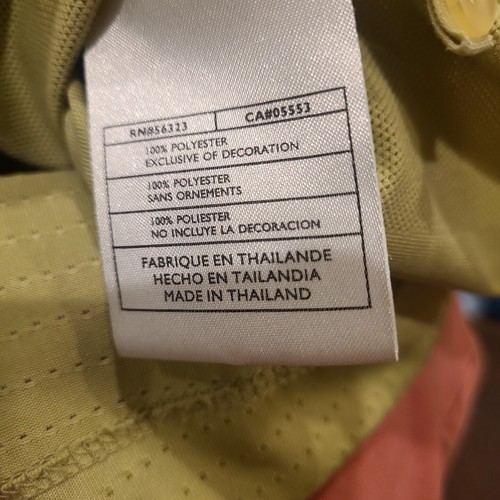 RN#56323 CA#05553
100% POLYESTER
EXCLUSIVE OF DECORATION
100% POLYESTER
SANS ORNEMENTS
100% POLIESTER
NO INCLUYE LA DECORACION
FABRIQUE EN THAILANDE
HECHO EN TAILANDIA
MADE IN THAILAND